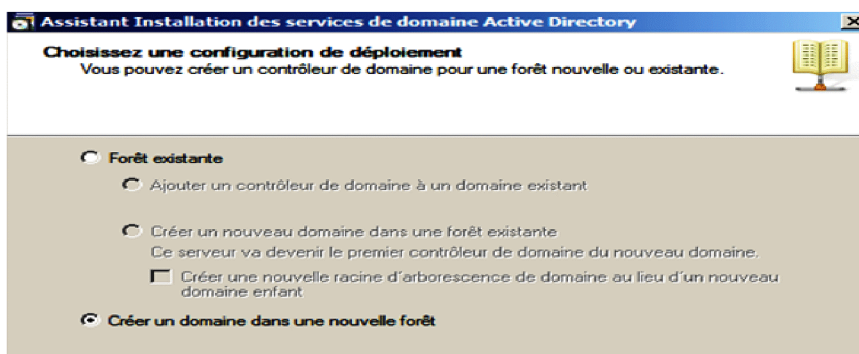 Assistant Installation des services de domaine Active Directory
Choisissez une configuration de déploiement
Vous pouvez créer un contrôleur de domaine pour une forêt nouvelle ou existante.
Forêt existante
Ajouter un contrôleur de domaine à un domaine existant
Créer un nouveau domaine dans une forêt existante
Ce serveur va devenir le premier contrôleur de domaine du nouveau domaine.
Créer une nouvelle racine d'arborescence de domaine au lieu d'un nouveau
domaine enfant
Créer un domaine dans une nouvelle forêt